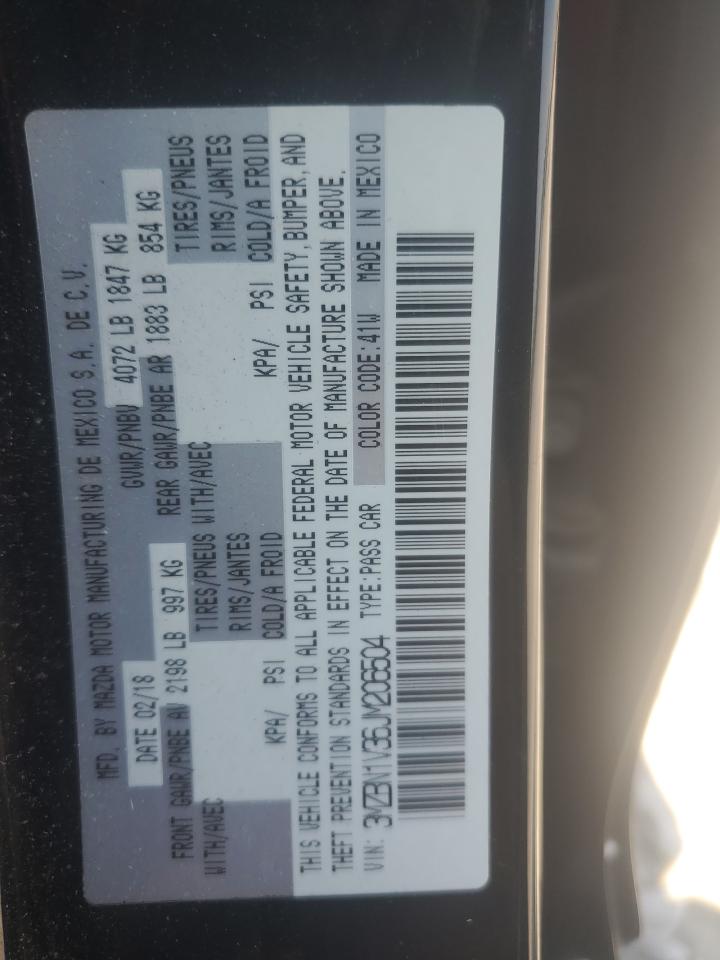 MFD. BY MAZDA MOTOR MANUFACTURING DE MEXICO S.A. DE C.V.
DATE 02/18 GVWR/PNBV 4072 LB 1847 KG
FRONT GAWR/PNBE AV 2198 LB 997 KG REAR GAWR/PNBE AR 1883 LB 854 KG
WITH/AVEC TIRES/PNEUS WITH/AVEC TIRES/PNEUS
RIMS/JANTES RIMS/JANTES
KPA/ PSI COLD/A FROID KPA/ PSI COLD/A FROID
THIS VEHICLE CONFORMS TO ALL APPLICABLE FEDERAL MOTOR VEHICLE SAFETY, BUMPER, AND
THEFT PREVENTION STANDARDS IN EFFECT ON THE DATE OF MANUFACTURE SHOWN ABOVE.
VIN: 3MZBN1V36JM206504 TYPE:PASS CAR COLOR CODE:41W MADE IN MEXICO